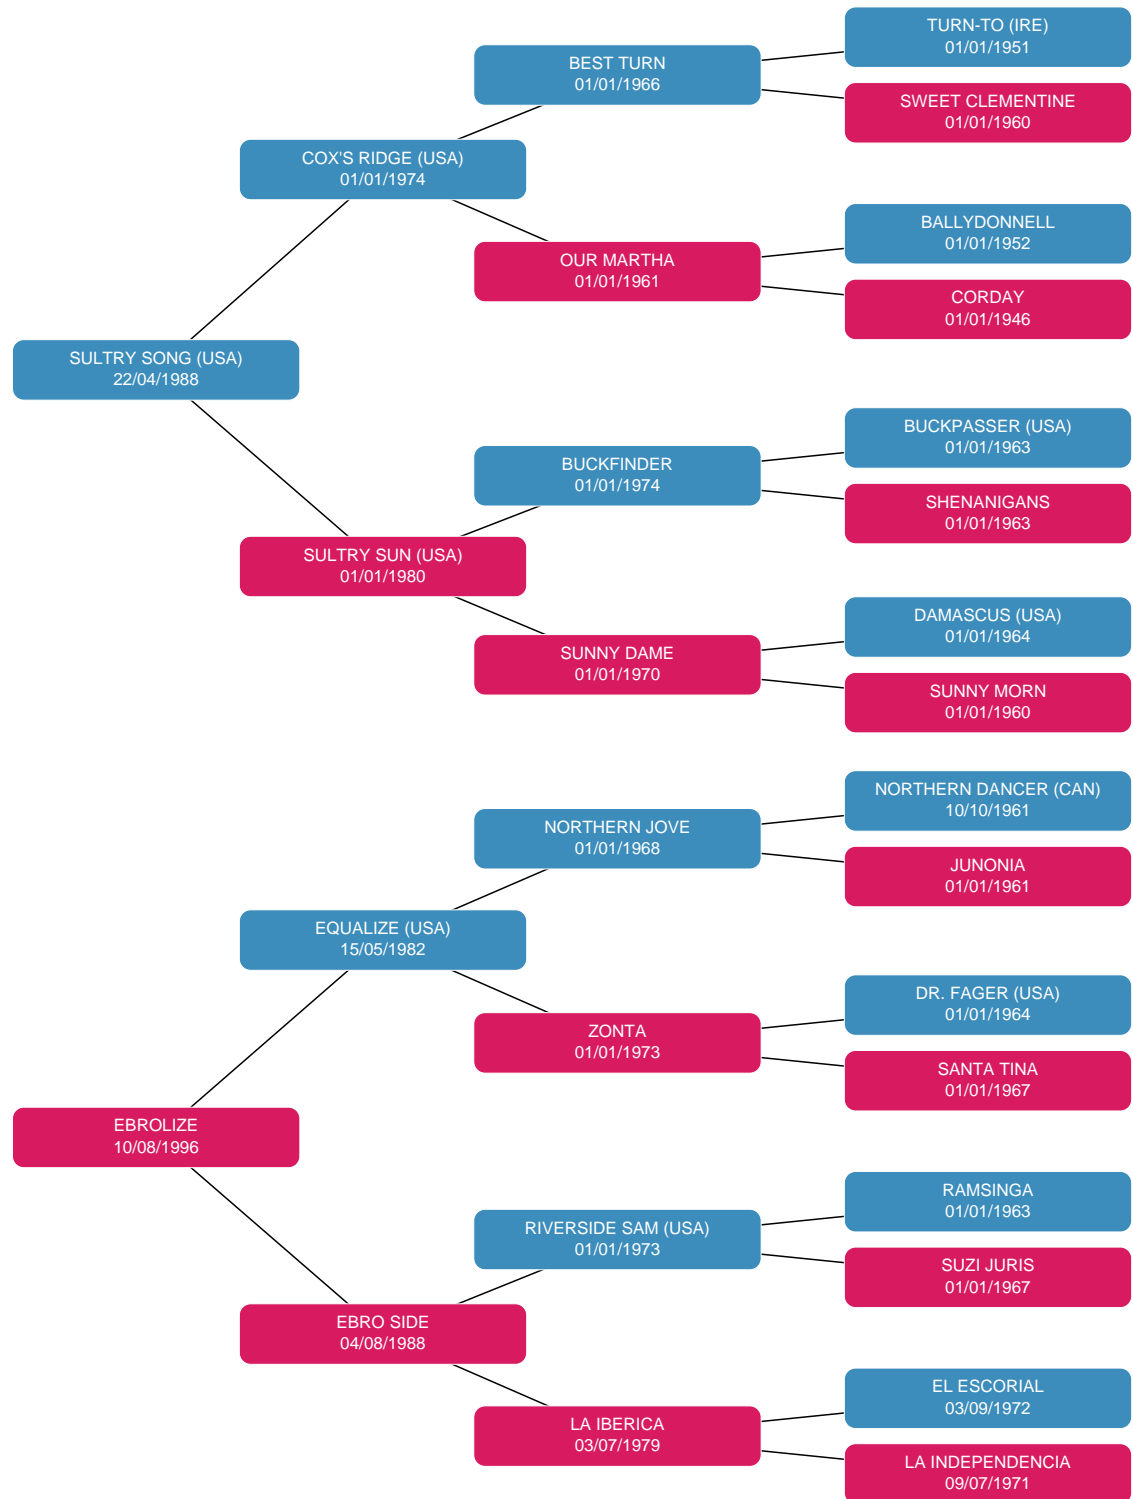 TURN-TO (IRE)
01/01/1951
BEST TURN
01/01/1966
SWEET CLEMENTINE
01/01/1960
COX'S RIDGE (USA)
01/01/1974
BALLYDONNELL
01/01/1952
OUR MARTHA
01/01/1961
CORDAY
01/01/1946
SULTRY SONG (USA)
22/04/1988
BUCKPASSER (USA)
01/01/1963
BUCKFINDER
01/01/1974
SHENANIGANS
01/01/1963
SULTRY SUN (USA)
01/01/1980
DAMASCUS (USA)
01/01/1964
SUNNY DAME
01/01/1970
SUNNY MORN
01/01/1960
NORTHERN DANCER (CAN)
10/10/1961
NORTHERN JOVE
01/01/1968
JUNONIA
01/01/1961
EQUALIZE (USA)
15/05/1982
DR. FAGER (USA)
01/01/1964
ZONTA
01/01/1973
SANTA TINA
01/01/1967
EBROLIZE
10/08/1996
RAMSINGA
01/01/1963
RIVERSIDE SAM (USA)
01/01/1973
SUZI JURIS
01/01/1967
EBRO SIDE
04/08/1988
EL ESCORIAL
03/09/1972
LA IBERICA
03/07/1979
LA INDEPENDENCIA
09/07/1971